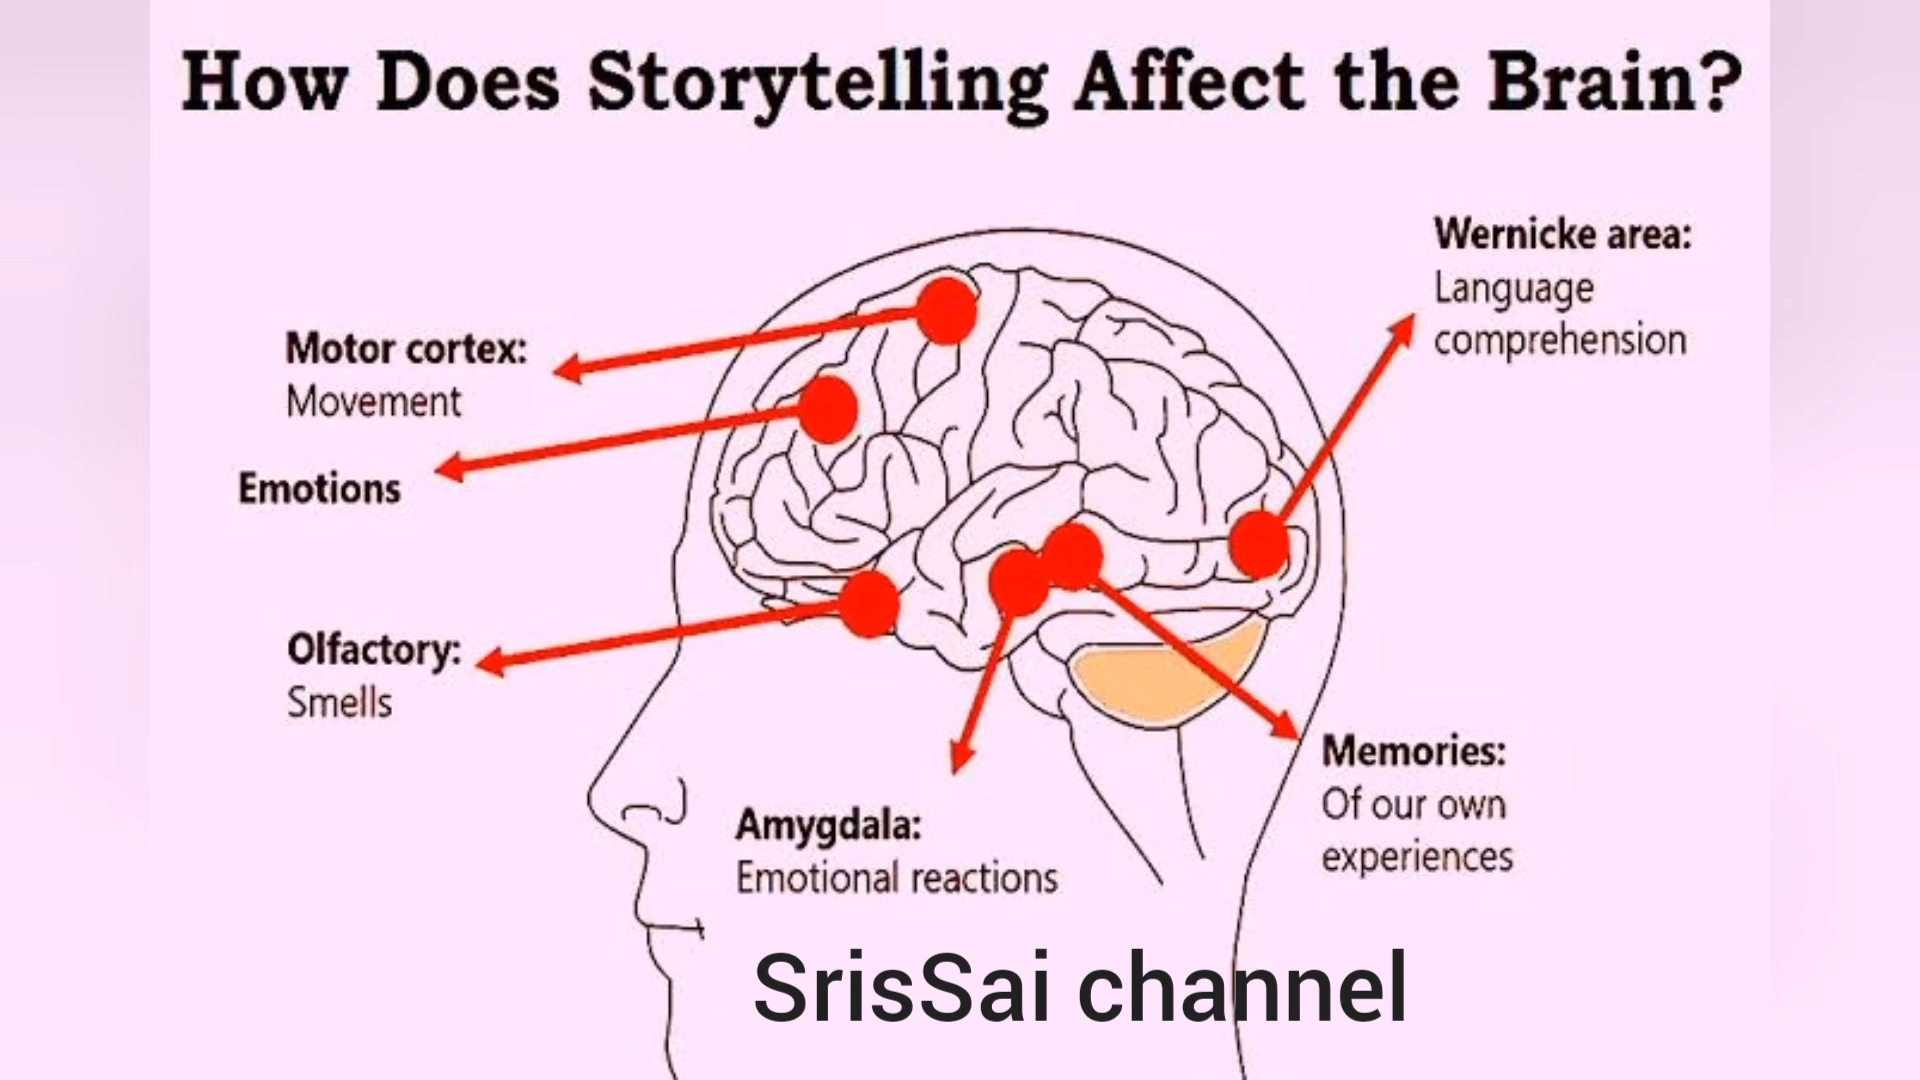 How Does Storytelling Affect the Brain?
Wernicke area:
Language
comprehension
Motor cortex:
Movement
Emotions
Olfactory:
Smells
Amygdala:
Emotional reactions
Memories:
Of our own
experiences
SrisSai channel